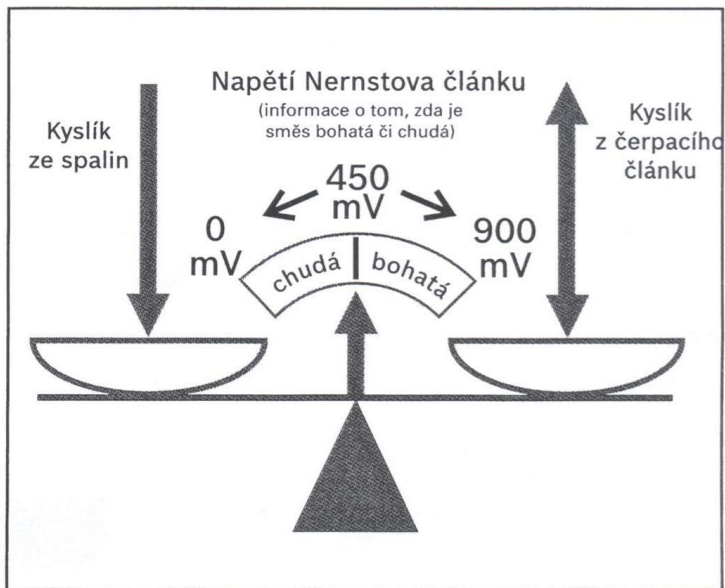 Napětí Nernstova článku
(informace o tom, zda je
směs bohatá či chudá)
Kyslík
ze spalin
Kyslík
z čerpacího
článku
450
mV
0
mV
900
mV
chudá
bohatá